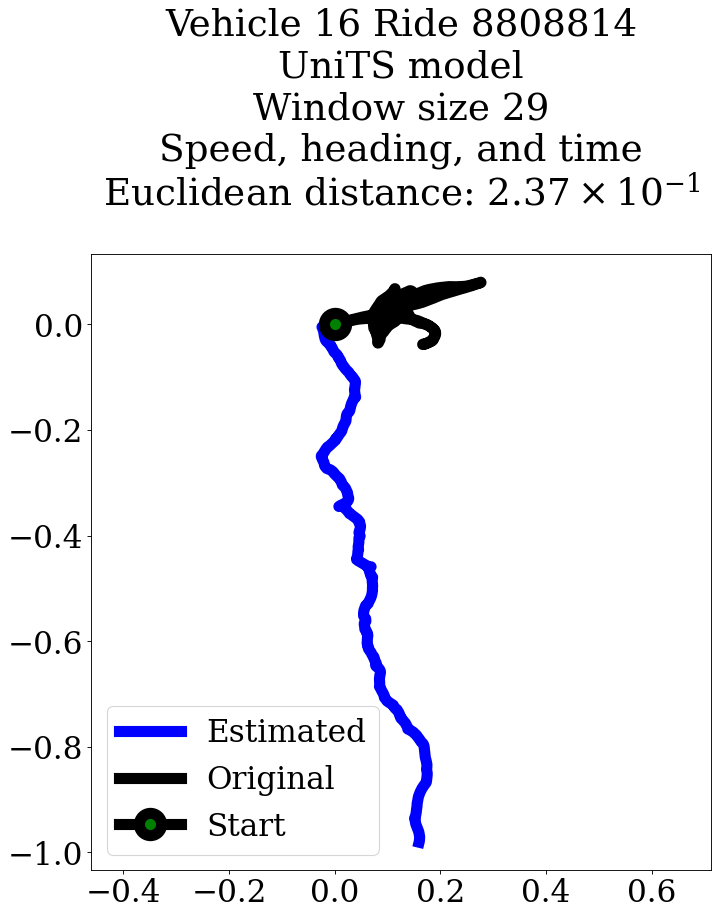 Vehicle 16 Ride 8808814
UniTS model
Window size 29
Speed, heading, and time
Euclidean distance: 2.37 × 10⁻¹
0.0
−0.2
−0.4
−0.6
−0.8
−1.0
Estimated
Original
Start
−0.4 −0.2 0.0 0.2 0.4 0.6